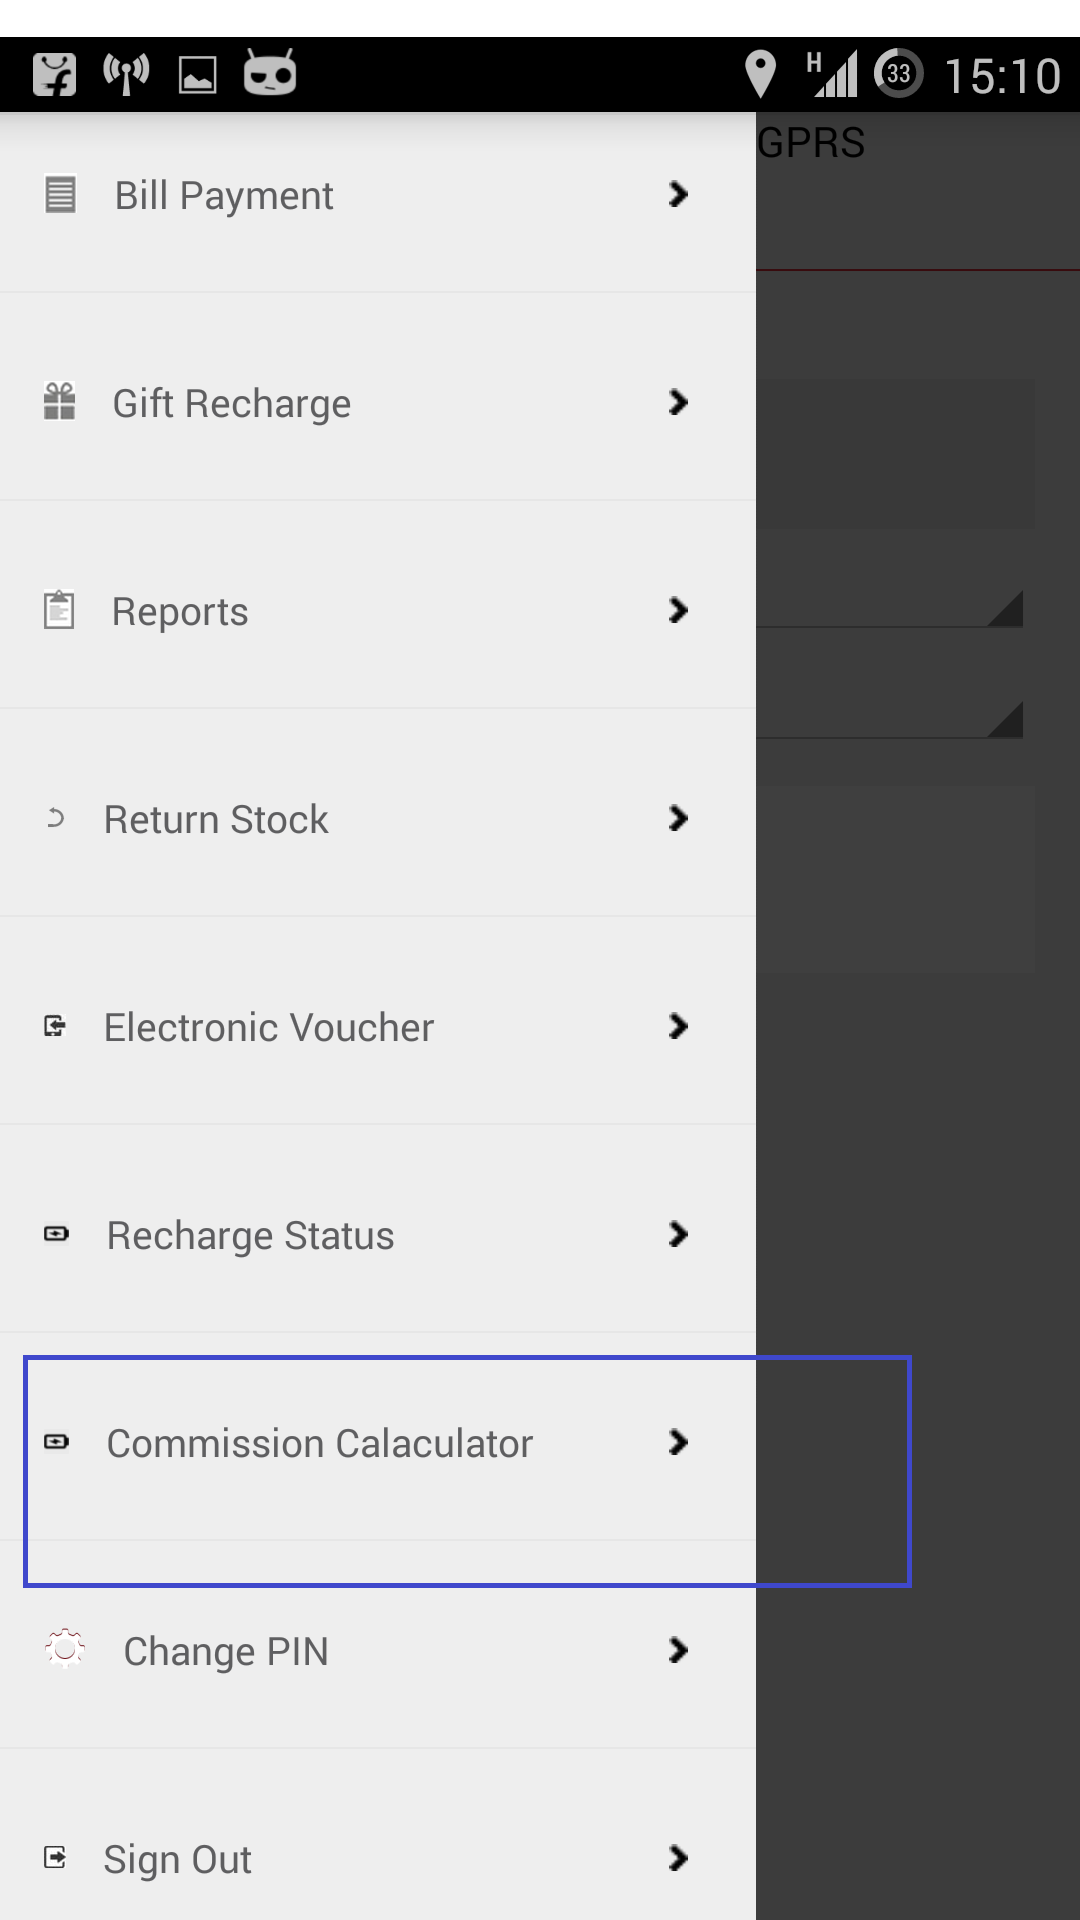 H 33 15:10
GPRS
Bill Payment
Gift Recharge
Reports
Return Stock
Electronic Voucher
Recharge Status
Commission Calaculator
Change PIN
Sign Out